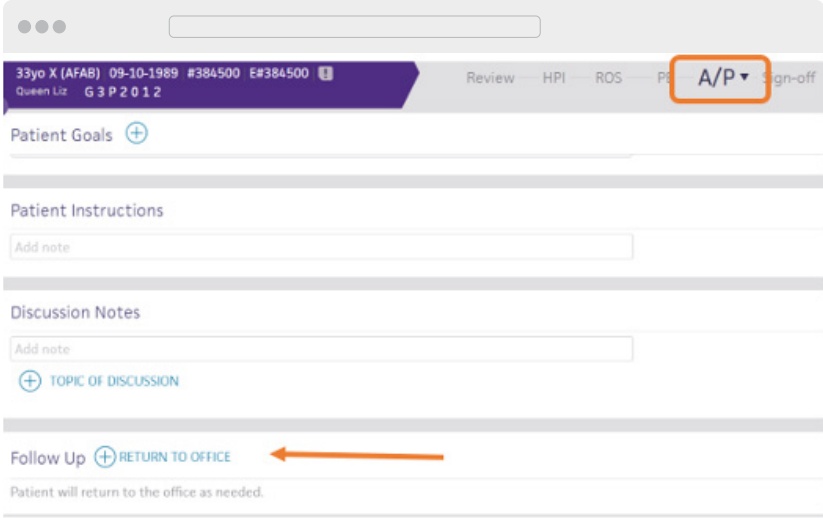 33yo X (AFAB) 09-10-1989 #384500 E#384500
Queen Liz G3P2012
Review HPI ROS PE A/P Sign-off
Patient Goals
Patient Instructions
Add note
Discussion Notes
Add note
TOPIC OF DISCUSSION
Follow Up RETURN TO OFFICE
Patient will return to the office as needed.